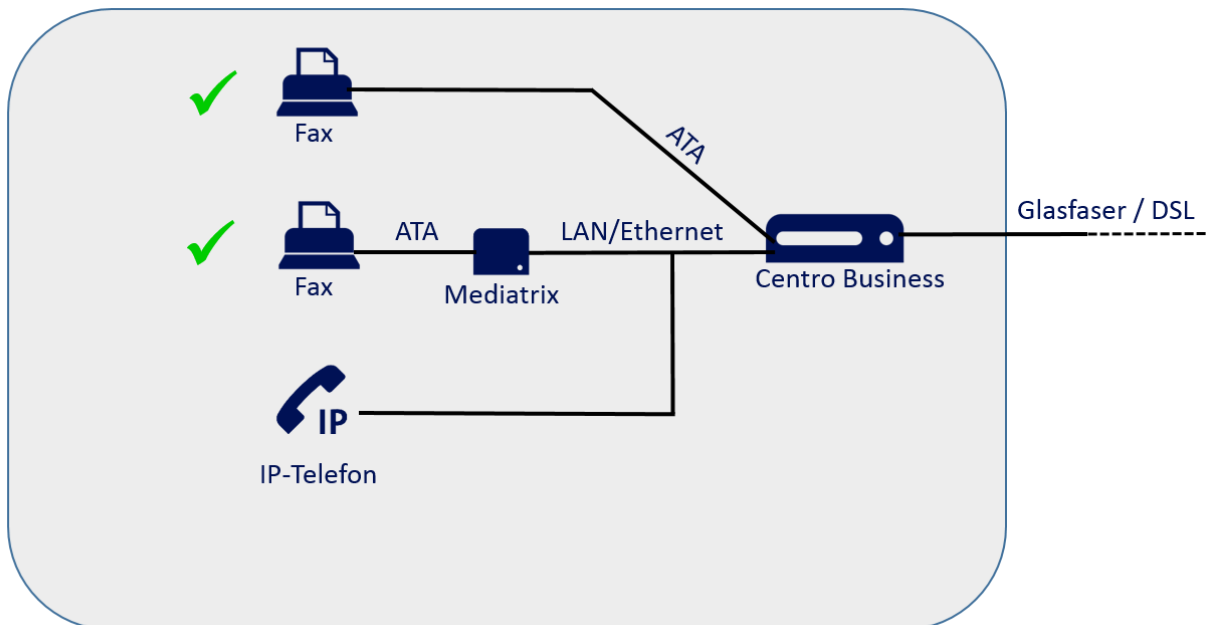 Fax
ATA
Glasfaser / DSL
ATA
LAN/Ethernet
Fax
Mediatrix
Centro Business
IP
IP-Telefon